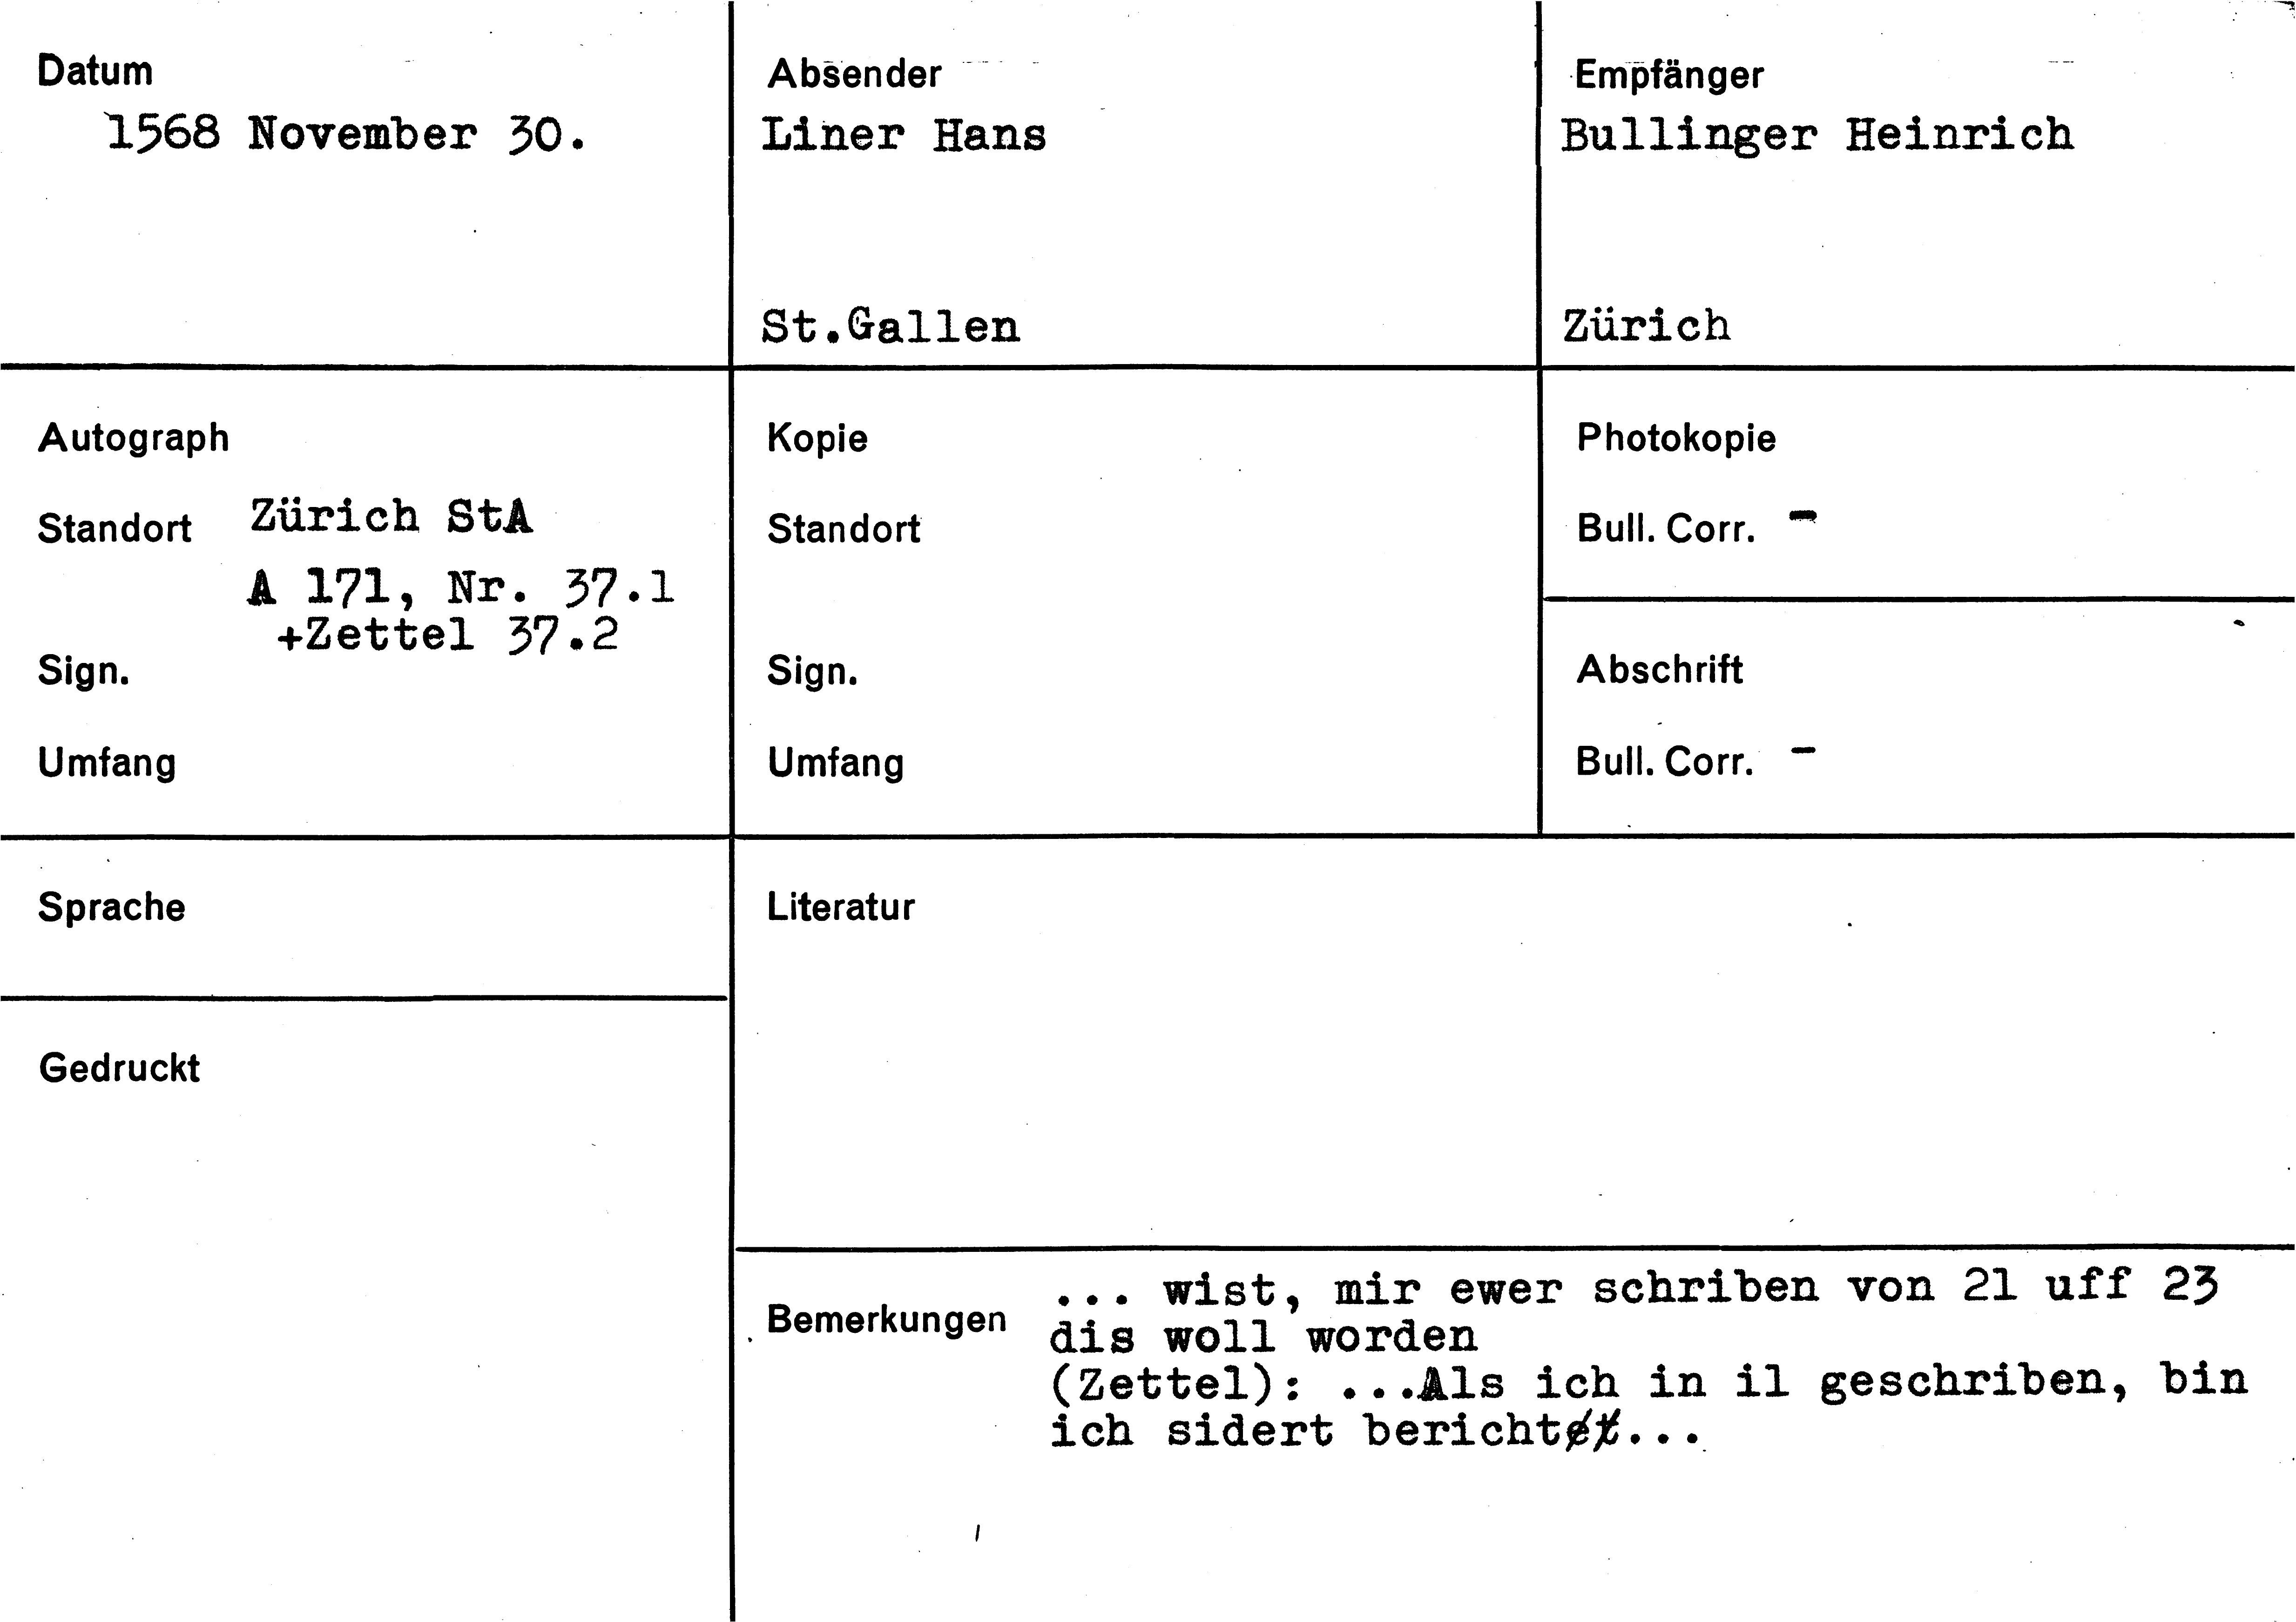 Datum
1568 November 30.
Absender
Liner Hans
St.Gallen
Empfänger
Bullinger Heinrich
Zürich
Autograph
Standort Zürich StA
A 171, Nr. 37.1
+Zettel 37.2
Sign.
Umfang
Kopie
Standort
Sign.
Umfang
Photokopie
Bull. Corr. -
Abschrift
Bull. Corr. -
Sprache
Gedruckt
Literatur
Bemerkungen
... wist, mir ewer schriben von 21 uff 23
dis woll worden
(Zettel): ...Als ich in il geschriben, bin
ich sidert bericht...